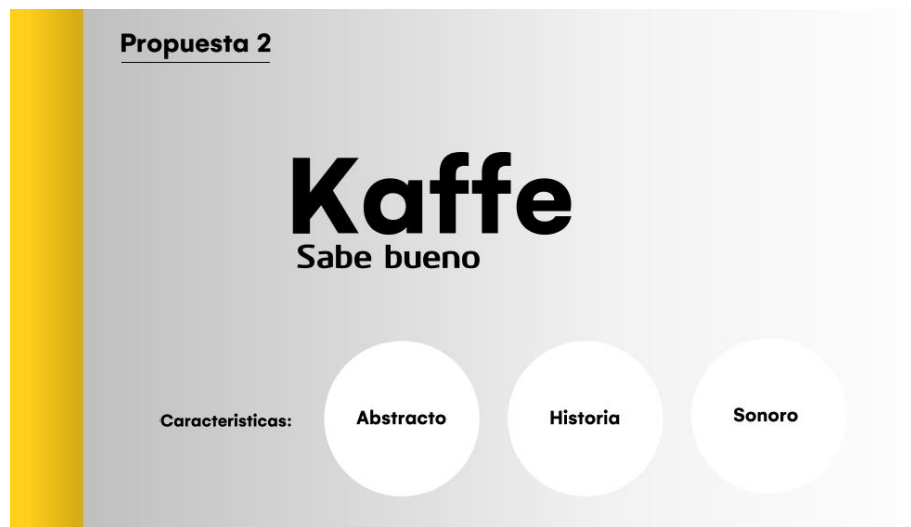 Propuesta 2
Kaffe
Sabe bueno
Caracteristicas:
Abstracto
Historia
Sonoro